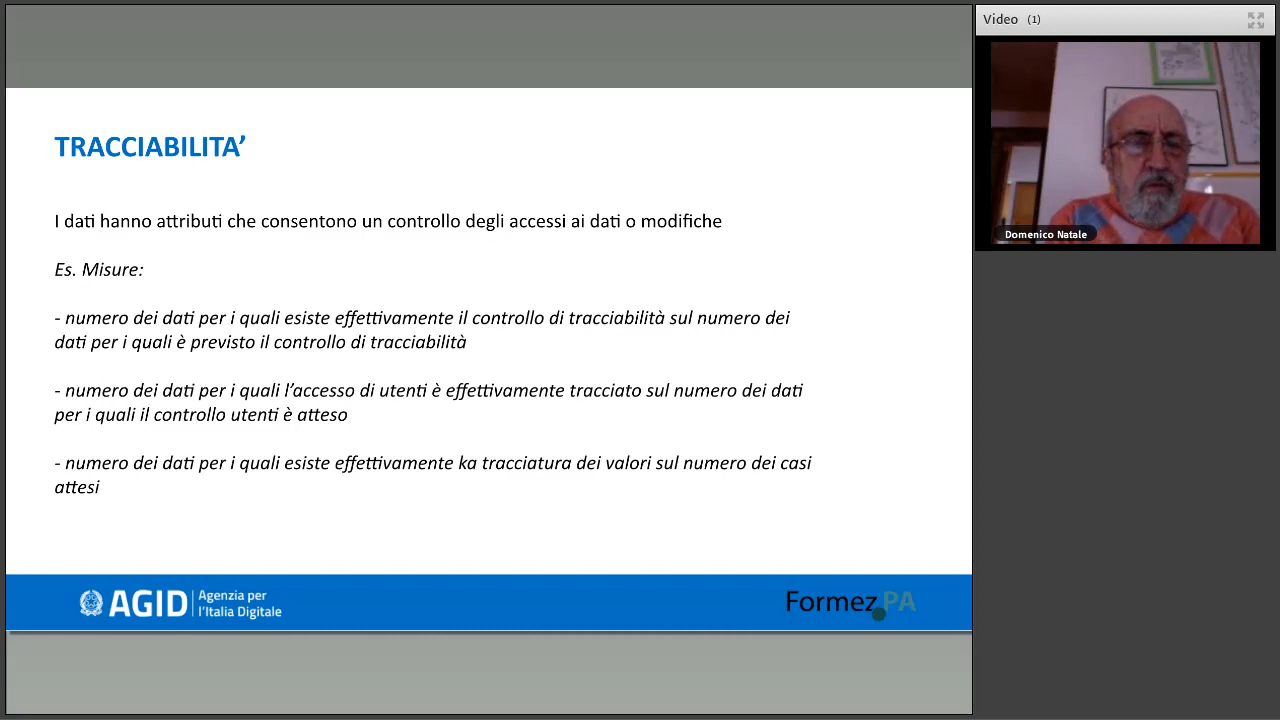 Video (1)
Domenico Natale
TRACCIABILITA’
I dati hanno attributi che consentono un controllo degli accessi ai dati o modifiche
Es. Misure:
- numero dei dati per i quali esiste effettivamente il controllo di tracciabilità sul numero dei
dati per i quali è previsto il controllo di tracciabilità
- numero dei dati per i quali l’accesso di utenti è effettivamente tracciato sul numero dei dati
per i quali il controllo utenti è atteso
- numero dei dati per i quali esiste effettivamente ka tracciatura dei valori sul numero dei casi
attesi
AGID Agenzia per
l’Italia Digitale
Formez PA